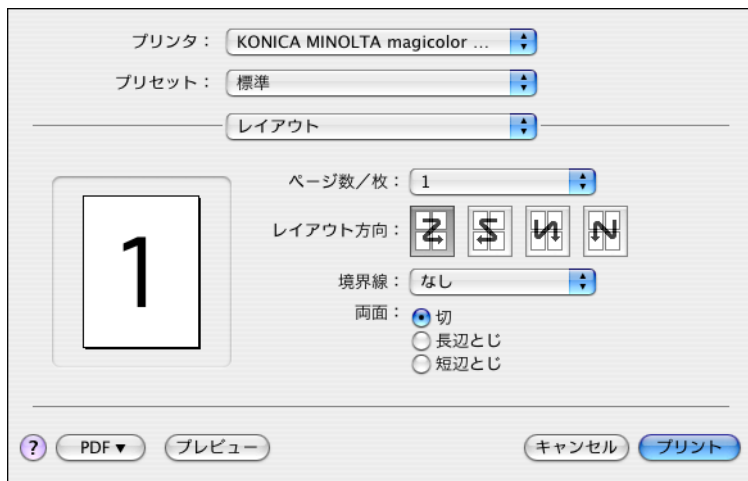 プリンタ： KONICA MINOLTA magicolor ...
プリセット： 標準
レイアウト
ページ数／枚： 1
レイアウト方向：
1
境界線： なし
両面： 切
長辺とじ
短辺とじ
? PDF▼ プレビュー キャンセル プリント